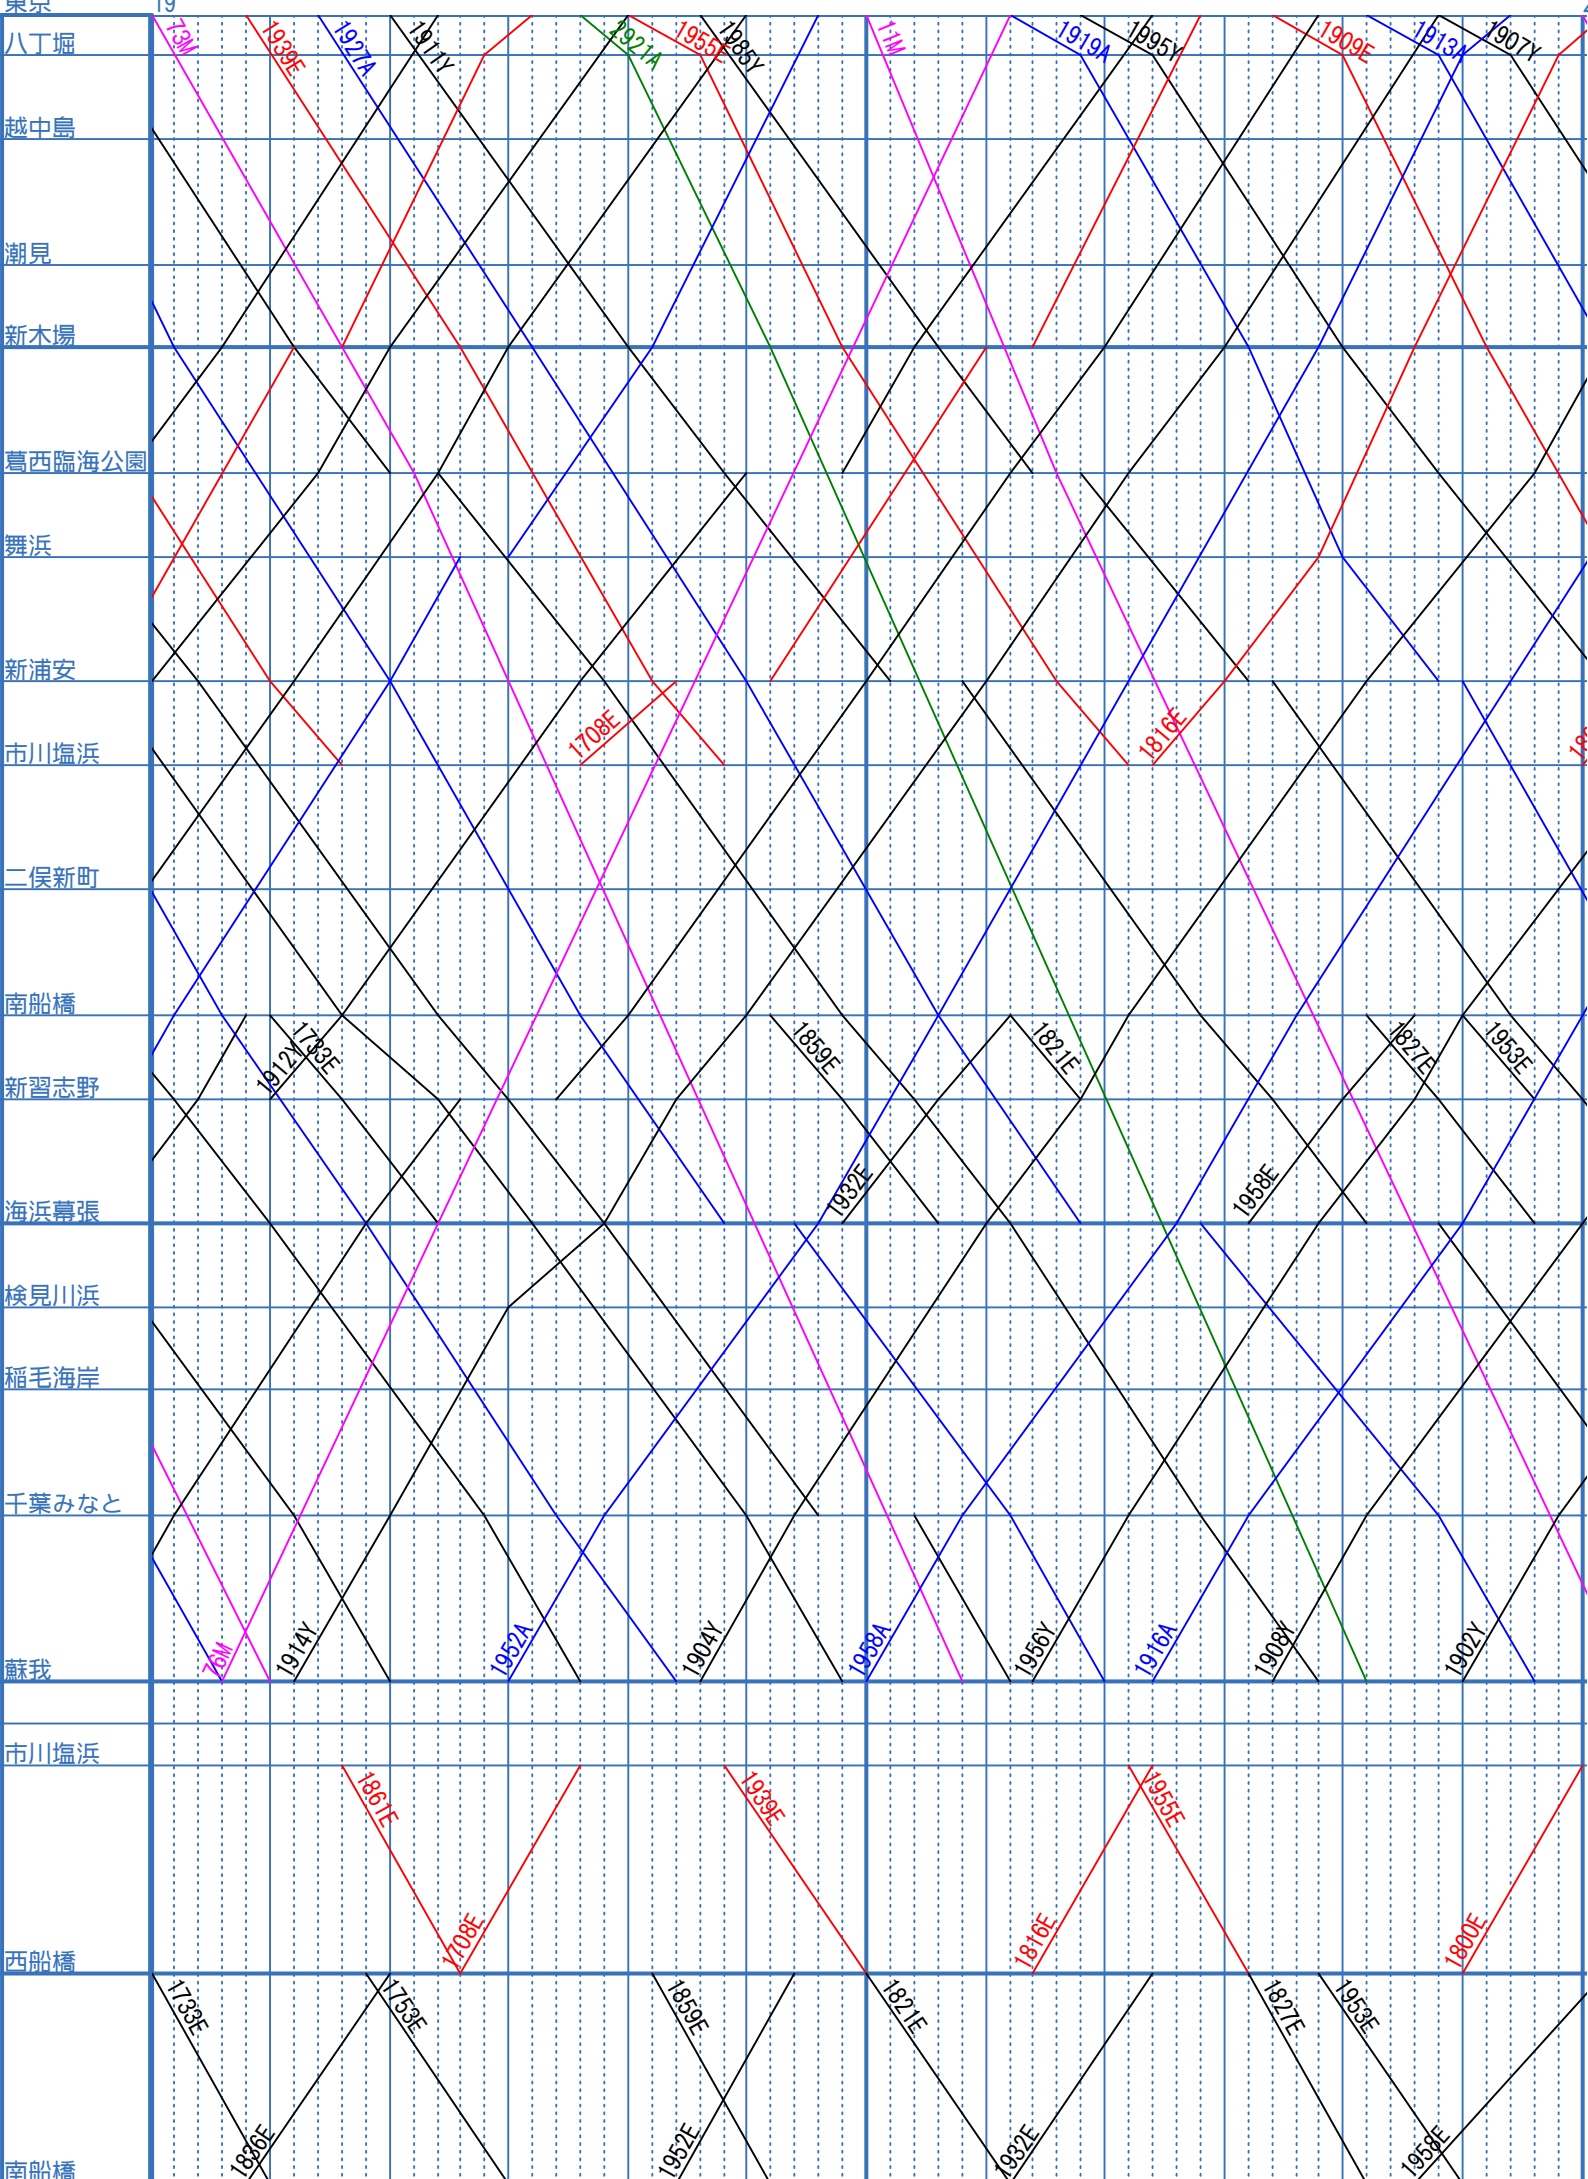 東京 19
73M 1939E 1927A 1911Y 2921A 1955E 1985Y 11M 1919A 1995Y 1909E 1913A 1907Y
八丁堀
越中島
潮見
新木場
葛西臨海公園
舞浜
新浦安
1708E 1816E
市川塩浜
二俣新町
南船橋
1912Y 1733E 1859E 1821E 1827E 1953E
新習志野
1932E 1958E
海浜幕張
検見川浜
稲毛海岸
千葉みなと
76M 1914Y 1952A 1904Y 1958A 1956Y 1916A 1908Y 1902Y
蘇我
市川塩浜
1861E 1939E 1955E
1708E 1816E 1800E
西船橋
1733E 1753E 1859E 1821E 1827E 1953E
1836E 1952E 1932E 1958E
南船橋